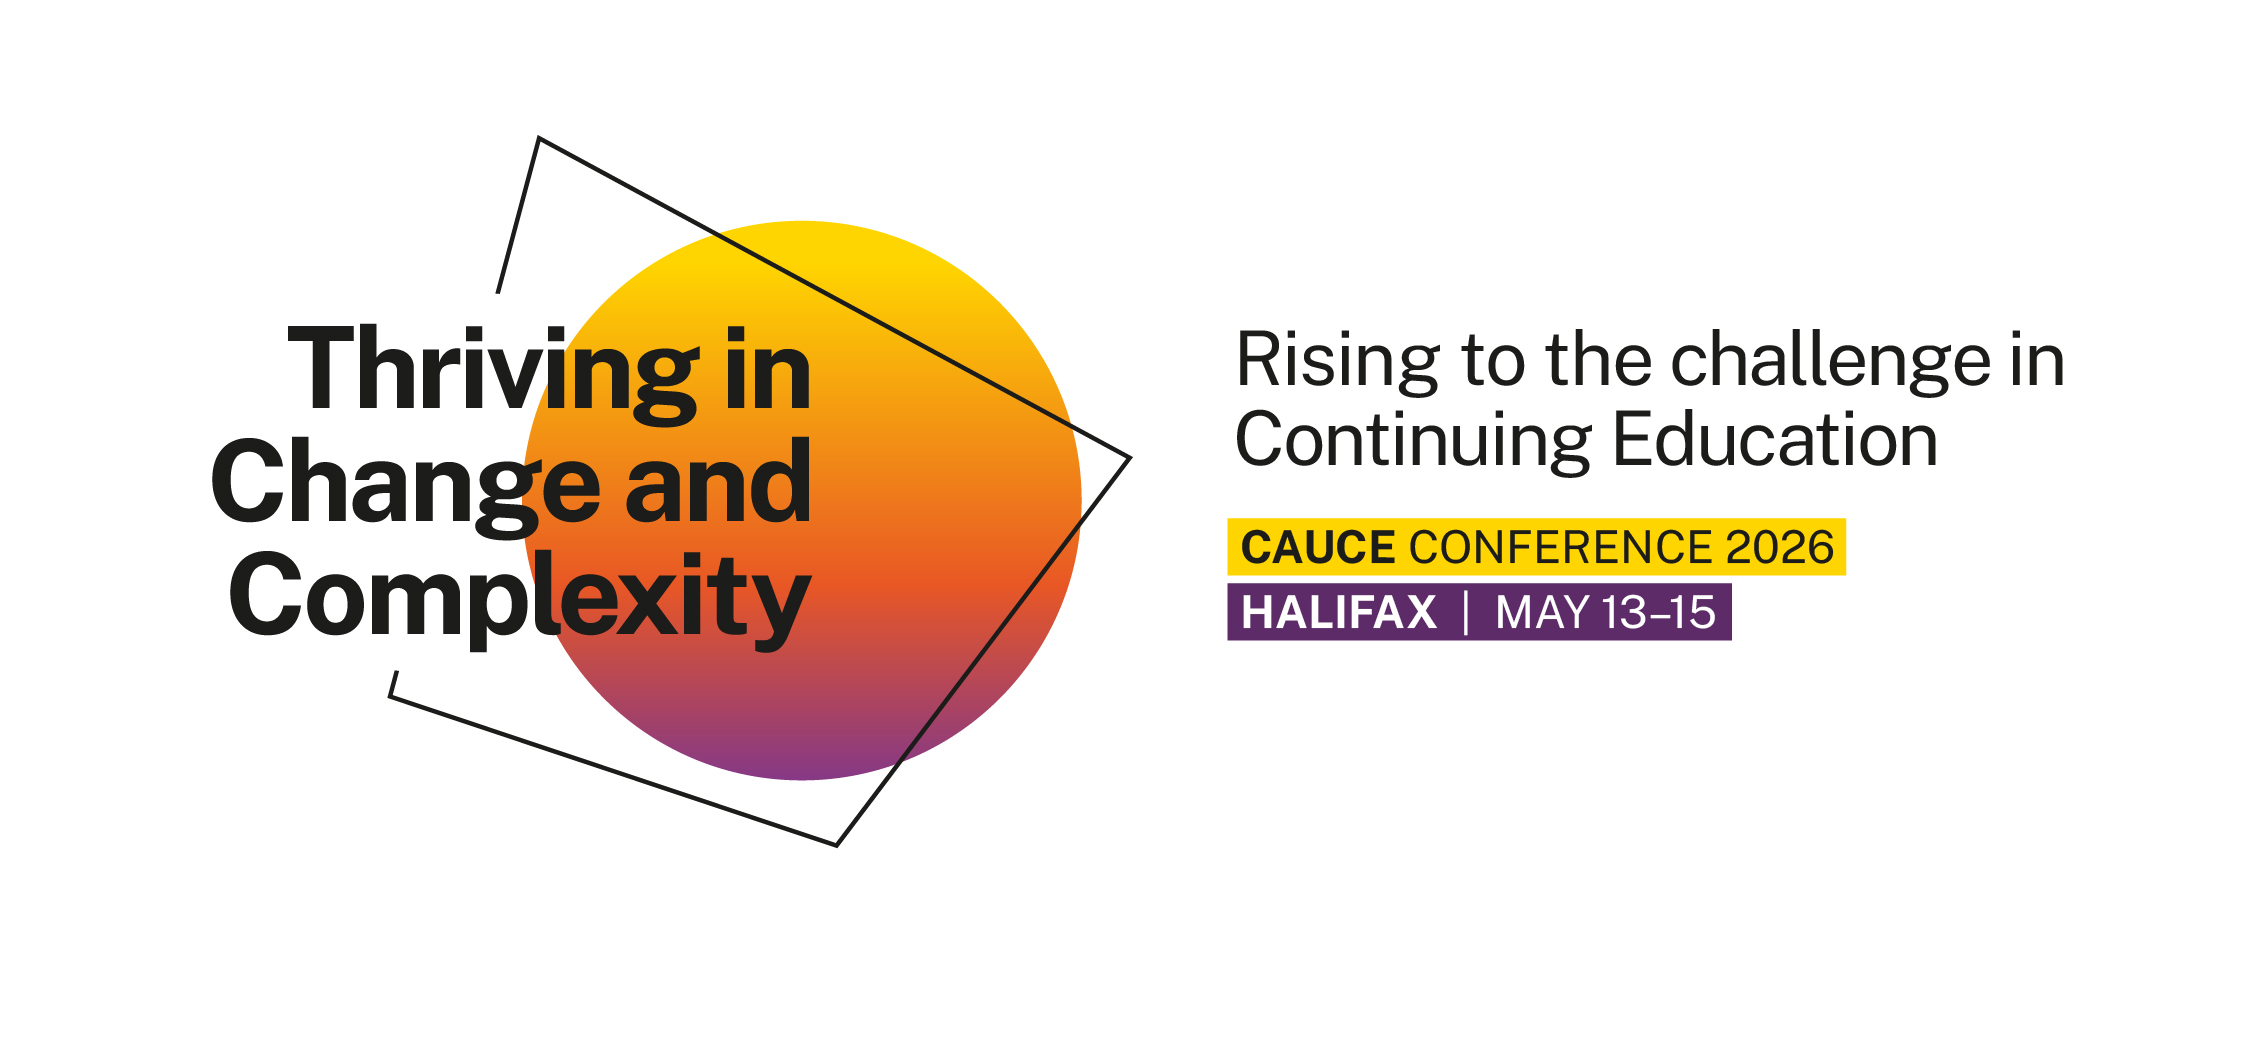 Thriving in
Change and
Complexity
Rising to the challenge in
Continuing Education
CAUCE CONFERENCE 2026
HALIFAX | MAY 13–15